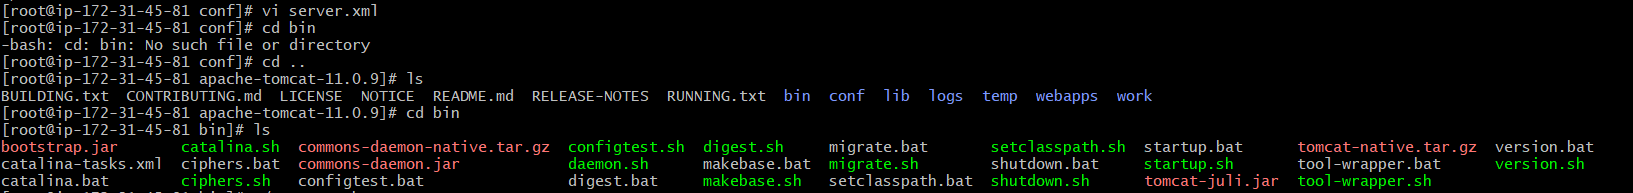 [root@ip-172-31-45-81 conf]# vi server.xml
[root@ip-172-31-45-81 conf]# cd bin
-bash: cd: bin: No such file or directory
[root@ip-172-31-45-81 conf]# cd ..
[root@ip-172-31-45-81 apache-tomcat-11.0.9]# ls
BUILDING.txt  CONTRIBUTING.md  LICENSE  NOTICE  README.md  RELEASE-NOTES  RUNNING.txt  bin  conf  lib  logs  temp  webapps  work
[root@ip-172-31-45-81 apache-tomcat-11.0.9]# cd bin
[root@ip-172-31-45-81 bin]# ls
bootstrap.jar       catalina.sh  commons-daemon-native.tar.gz  configtest.sh  digest.sh     migrate.bat       setclasspath.sh  startup.bat      tomcat-native.tar.gz  version.bat
catalina-tasks.xml  ciphers.bat  commons-daemon.jar            daemon.sh      makebase.bat  migrate.sh        shutdown.bat     startup.sh       tool-wrapper.bat      version.sh
catalina.bat        ciphers.sh   configtest.bat                digest.bat     makebase.sh   setclasspath.bat  shutdown.sh      tomcat-juli.jar  tool-wrapper.sh